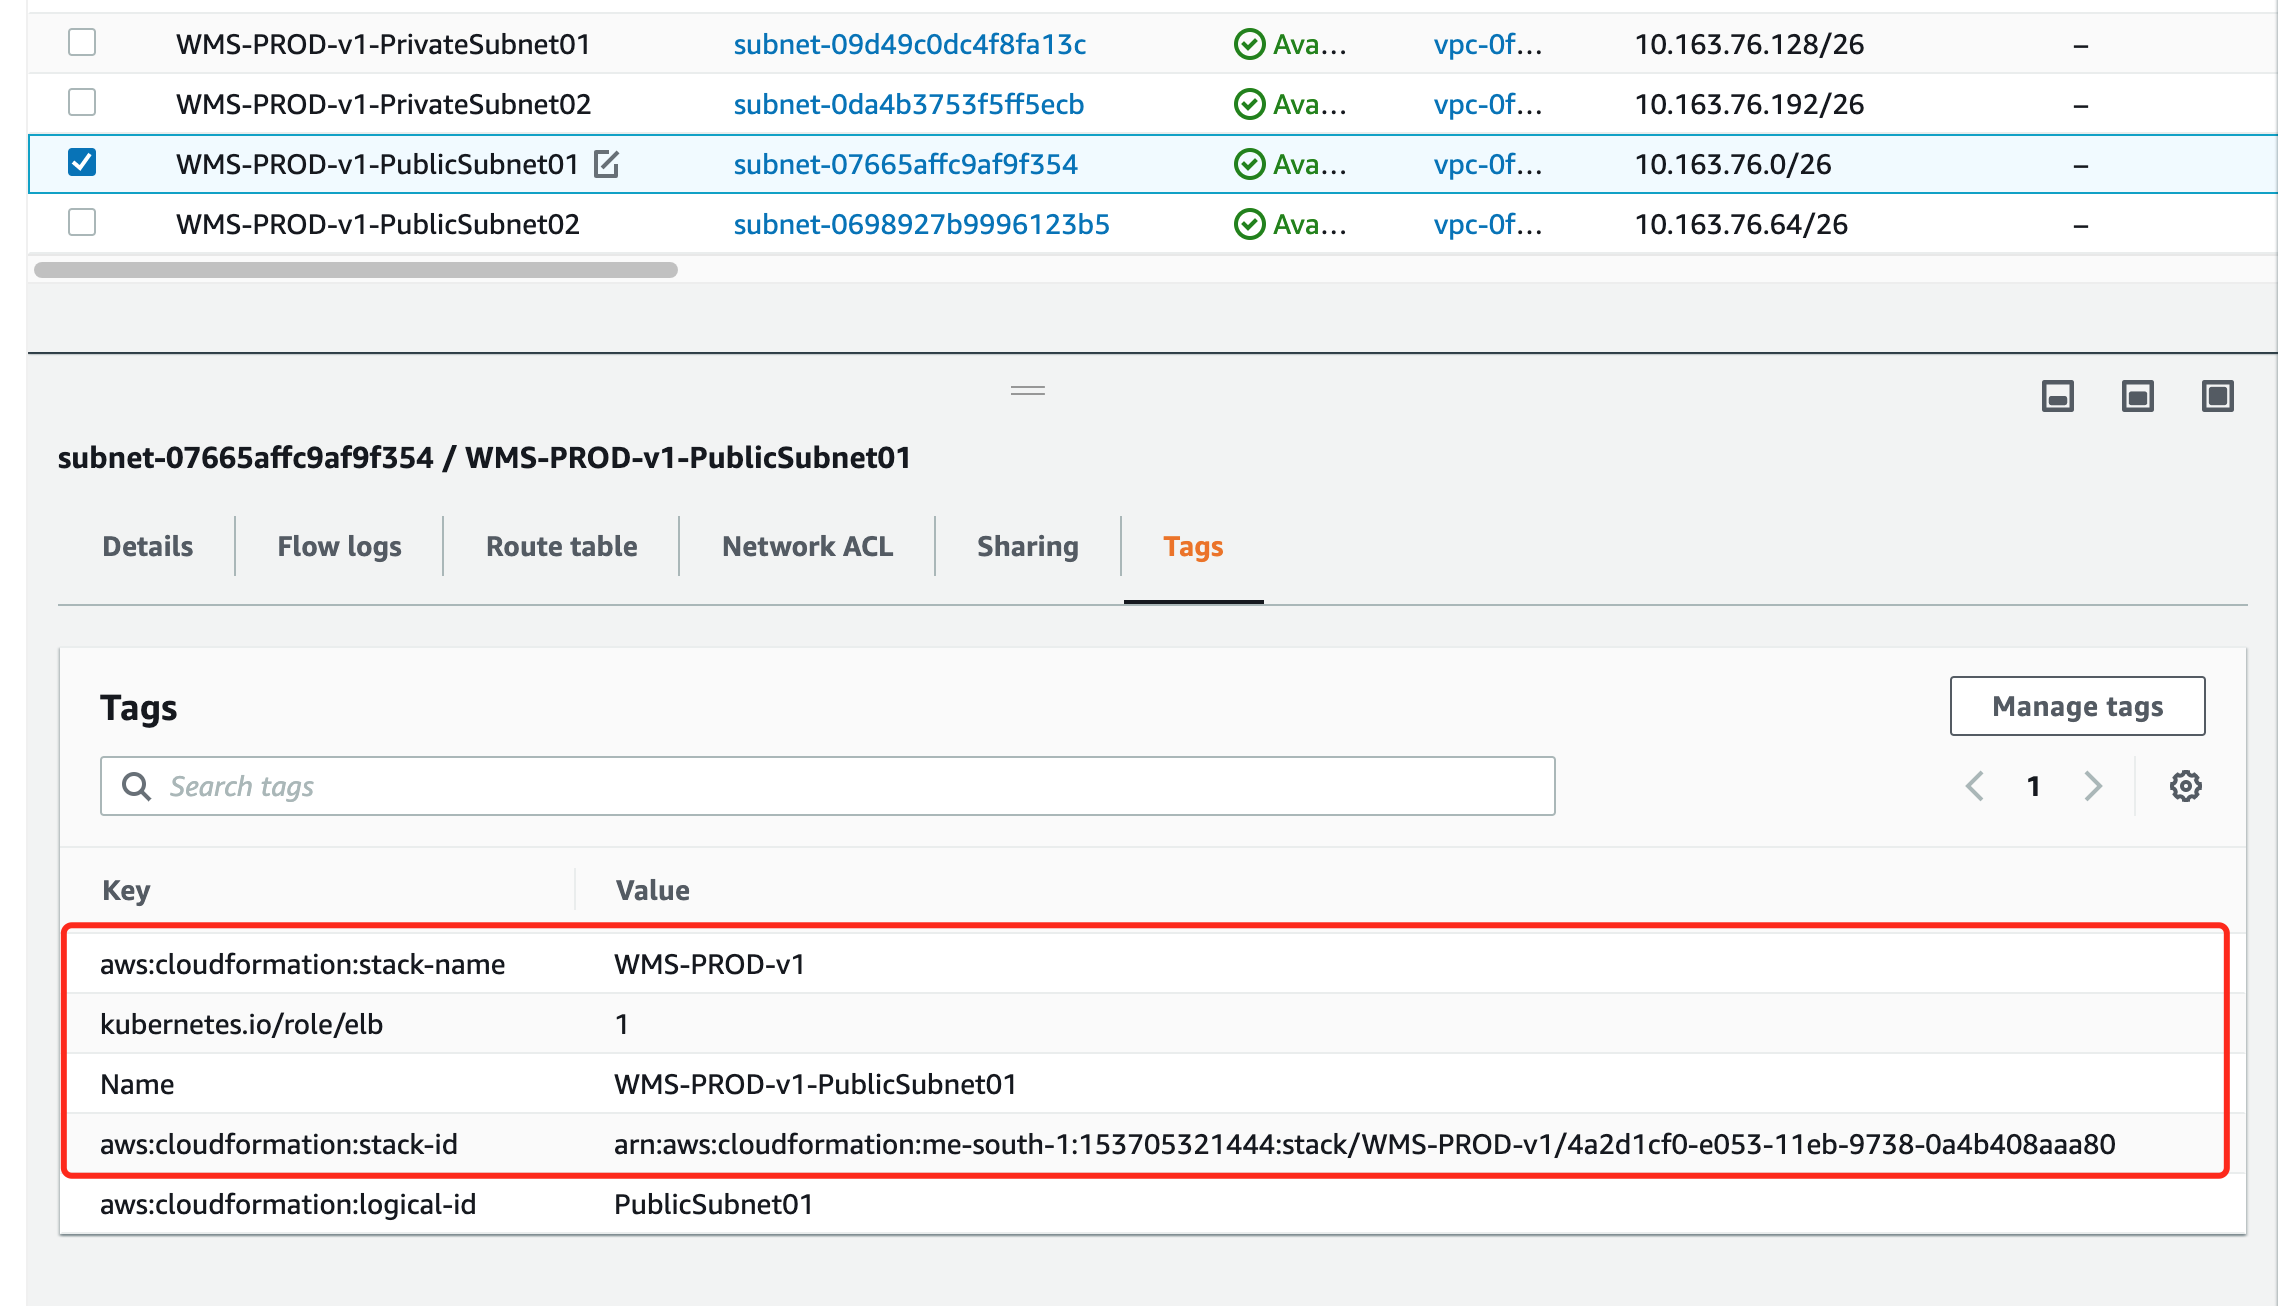 WMS-PROD-v1-PrivateSubnet01 subnet-09d49c0dc4f8fa13c Ava... vpc-0f... 10.163.76.128/26 –
WMS-PROD-v1-PrivateSubnet02 subnet-0da4b3753f5ff5ecb Ava... vpc-0f... 10.163.76.192/26 –
WMS-PROD-v1-PublicSubnet01 subnet-07665affc9af9f354 Ava... vpc-0f... 10.163.76.0/26 –
WMS-PROD-v1-PublicSubnet02 subnet-0698927b9996123b5 Ava... vpc-0f... 10.163.76.64/26 –
subnet-07665affc9af9f354 / WMS-PROD-v1-PublicSubnet01
Details Flow logs Route table Network ACL Sharing Tags
Tags Manage tags
Search tags 1
Key Value
aws:cloudformation:stack-name WMS-PROD-v1
kubernetes.io/role/elb 1
Name WMS-PROD-v1-PublicSubnet01
aws:cloudformation:stack-id arn:aws:cloudformation:me-south-1:153705321444:stack/WMS-PROD-v1/4a2d1cf0-e053-11eb-9738-0a4b408aaa80
aws:cloudformation:logical-id PublicSubnet01